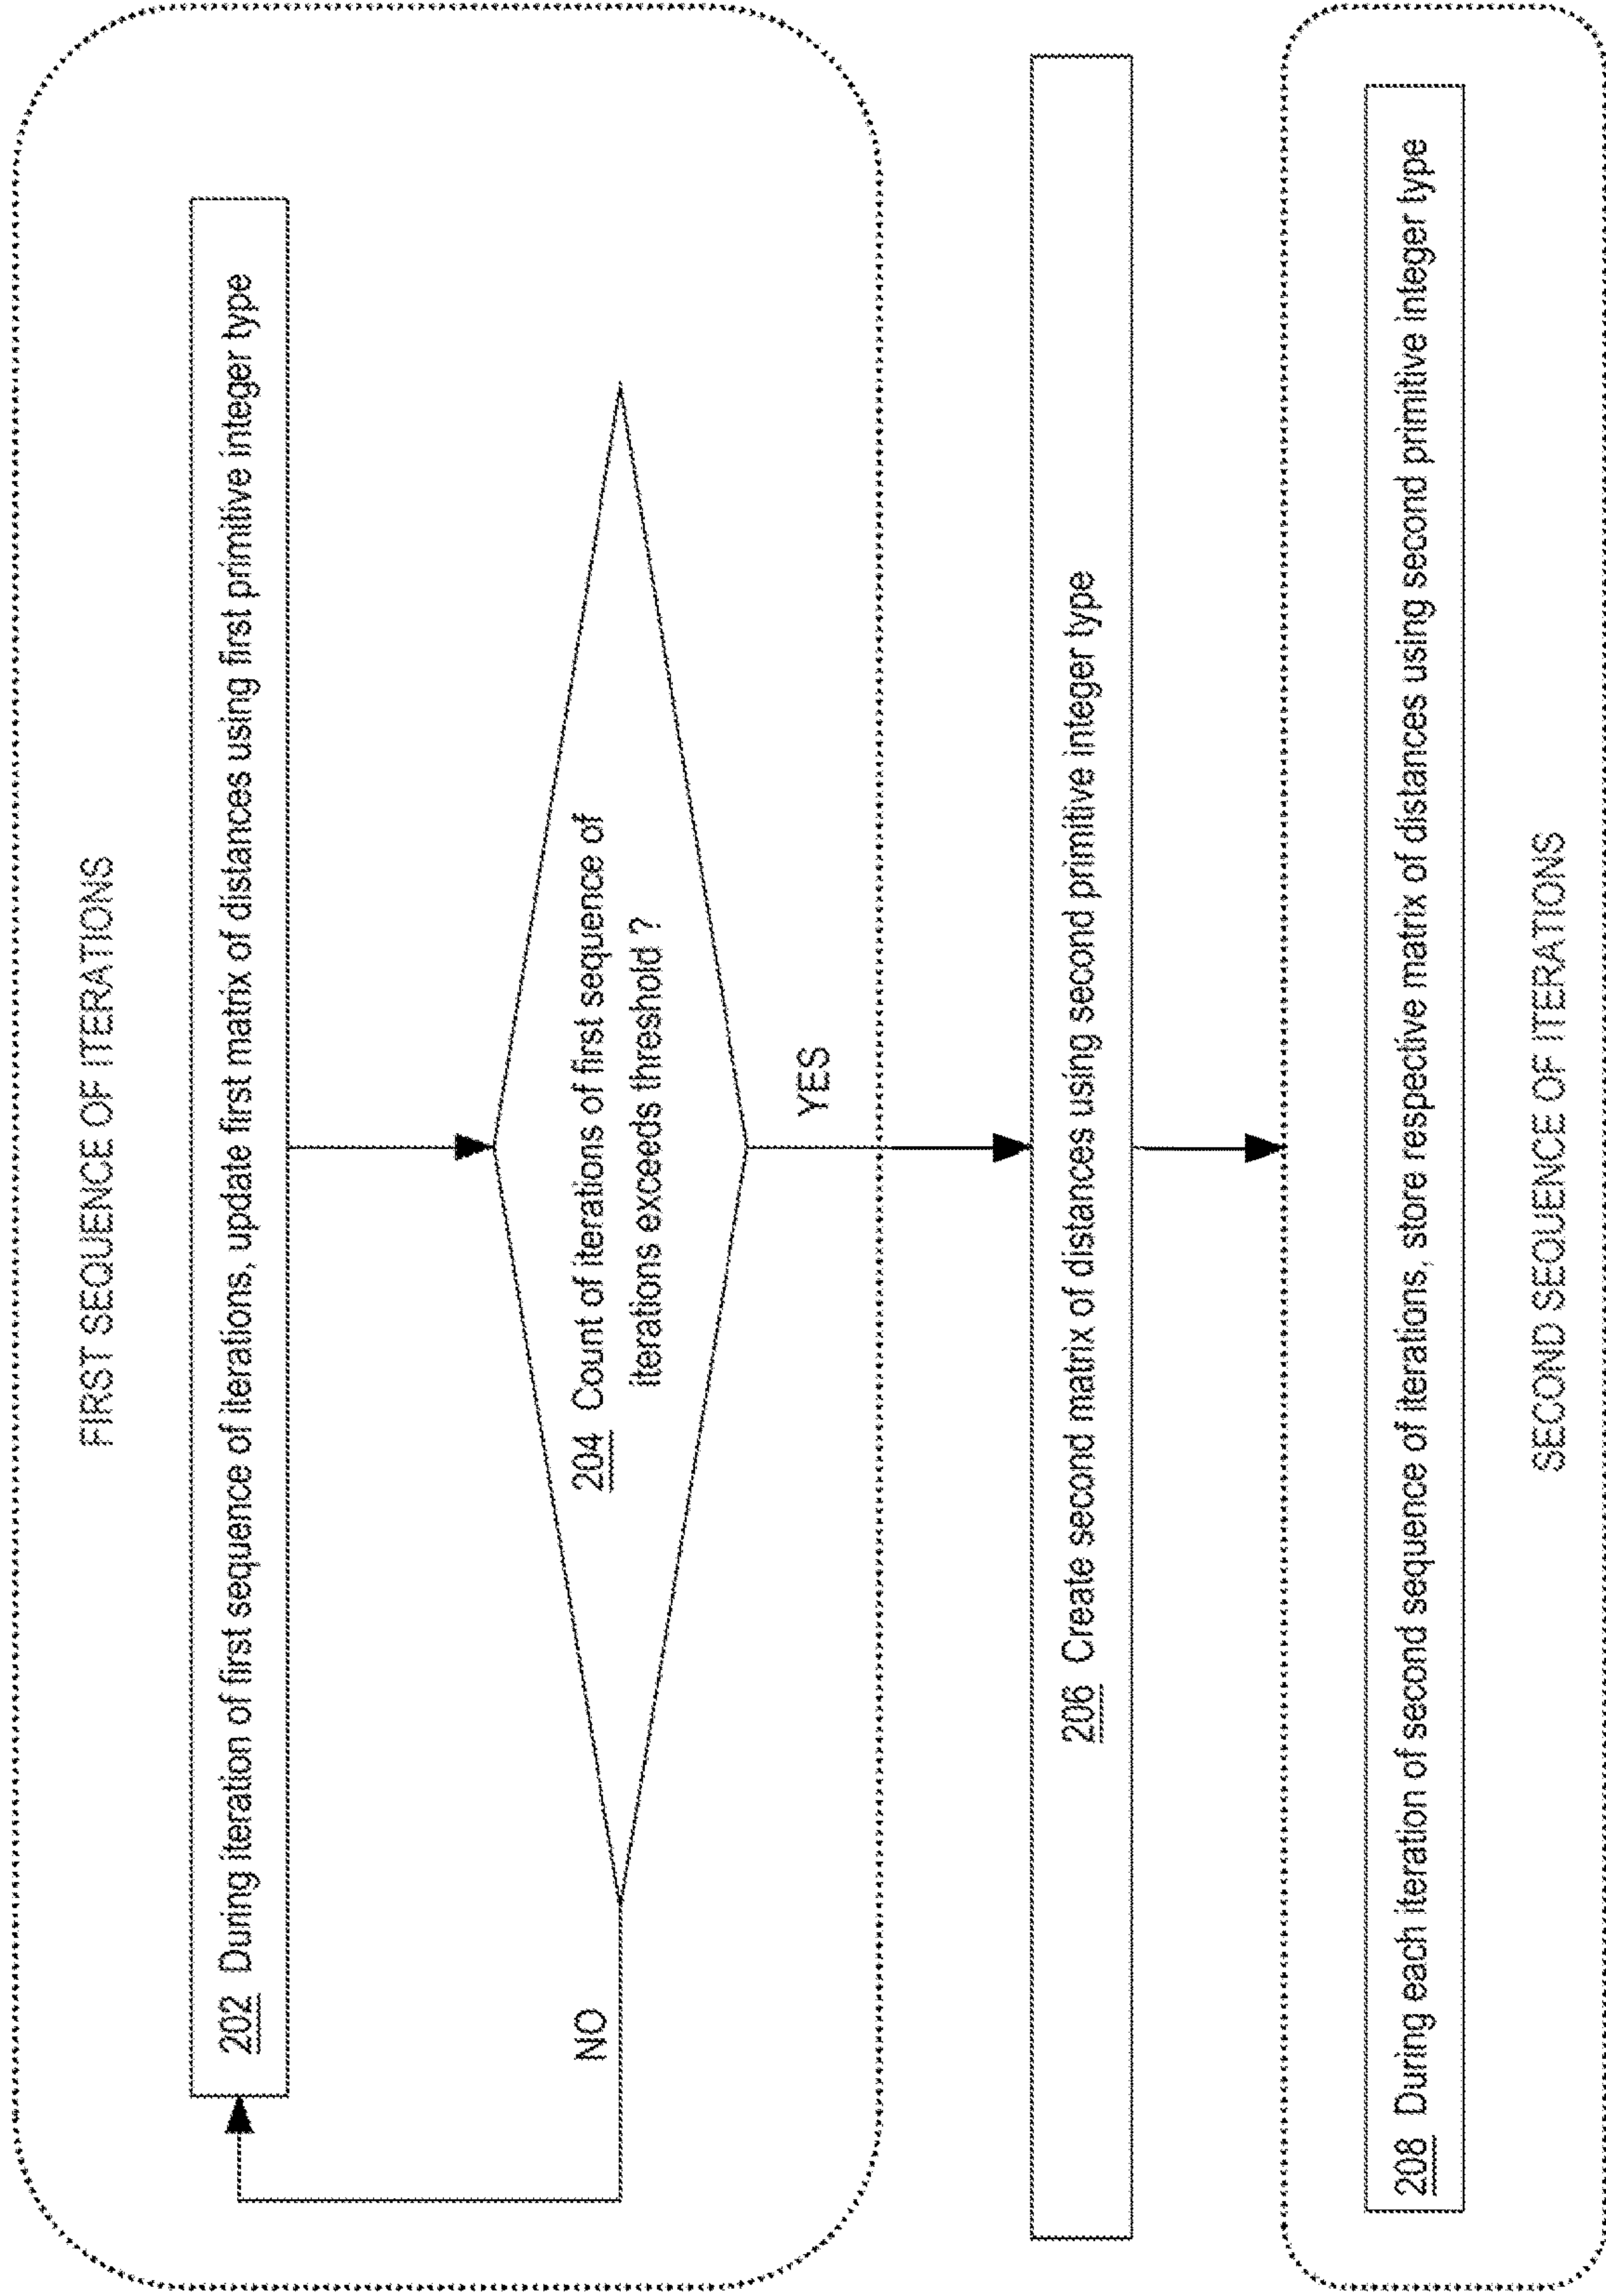 FIRST SEQUENCE OF ITERATIONS
202 During iteration of first sequence of iterations, update first matrix of distances using first primitive integer type
204 Count of iterations of first sequence of
iterations exceeds threshold ?
NO
YES
206 Create second matrix of distances using second primitive integer type
208 During each iteration of second sequence of iterations, store respective matrix of distances using second primitive integer type
SECOND SEQUENCE OF ITERATIONS